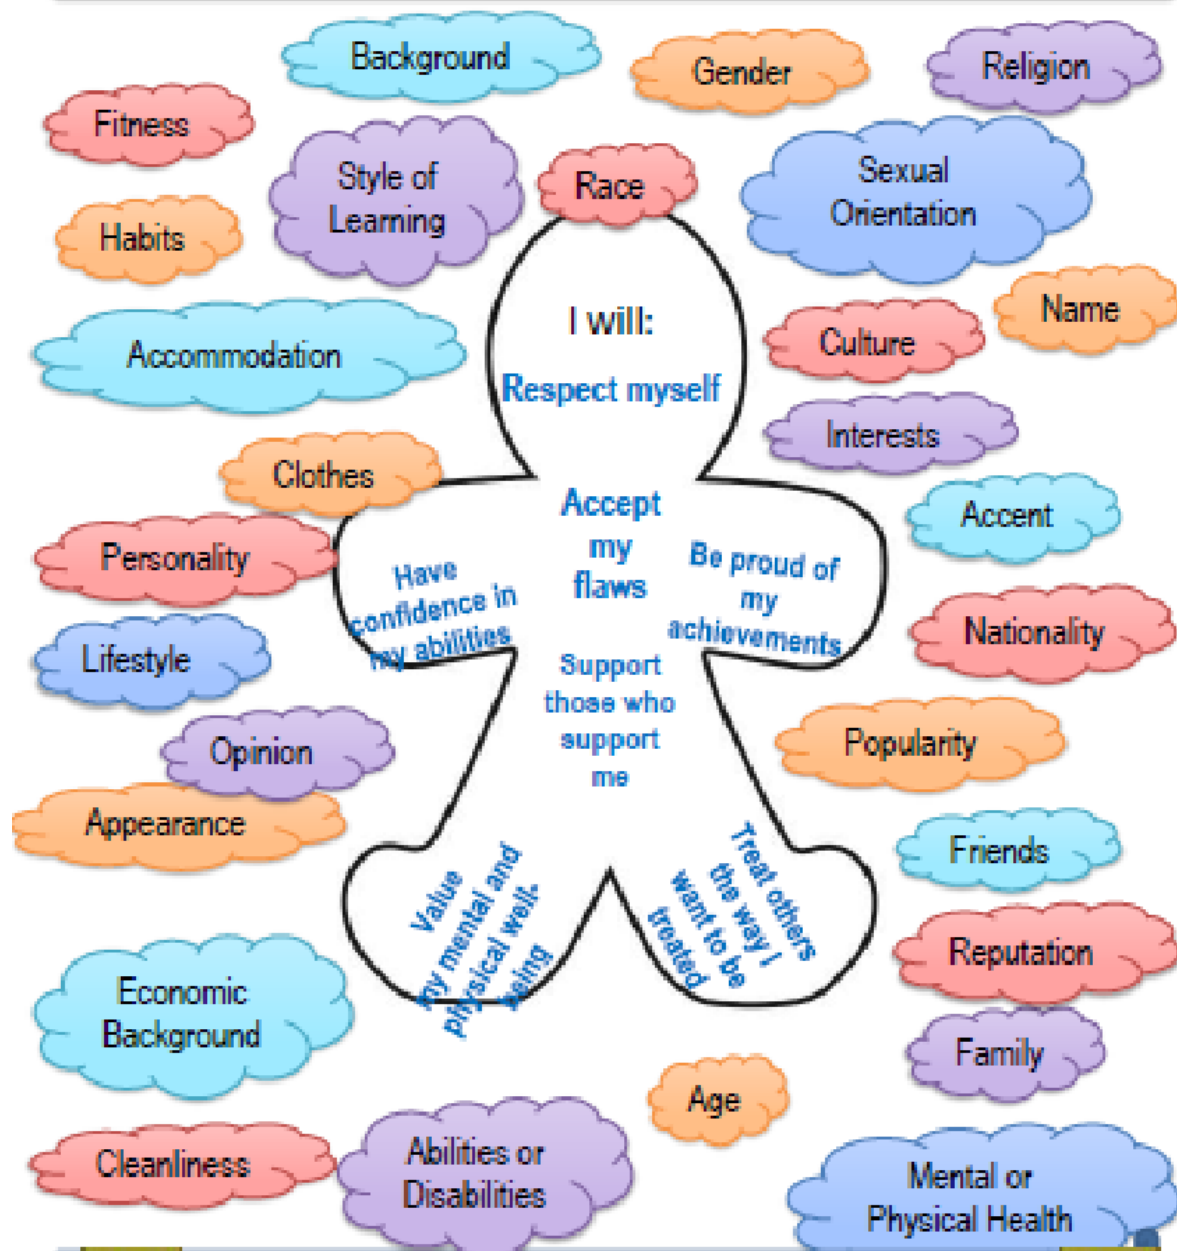 Background
Gender
Religion
Fitness
Style of
Learning
Race
Sexual
Orientation
Habits
Name
Accommodation
I will:
Respect myself
Culture
Interests
Clothes
Accent
Personality
Have
confidence in
my abilities
Accept
my
flaws
Be proud of
my
achievements
Nationality
Lifestyle
Support
those who
support
me
Opinion
Popularity
Appearance
Friends
Value
my mental and
physical well-
being
Treat others
the way I
want to be
treated
Reputation
Economic
Background
Family
Age
Cleanliness
Abilities or
Disabilities
Mental or
Physical Health